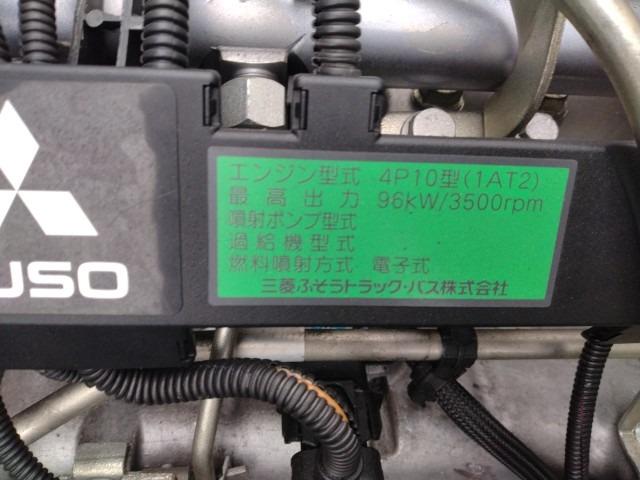 エンジン型式 4P10型(1AT2)
最高出力 96kW/3500rpm
噴射ポンプ型式
過給機型式
燃料噴射方式 電子式
三菱ふそうトラック・バス株式会社
USO